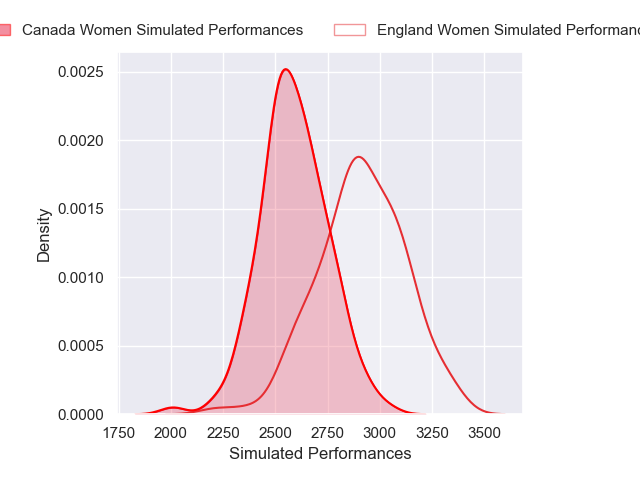 Canada Women Simulated Performances
England Women Simulated
0.0025
0.0020
0.0015
0.0010
0.0005
0.0000
Density
1750 2000 2250 2500 2750 3000 3250 3500
Simulated Performances